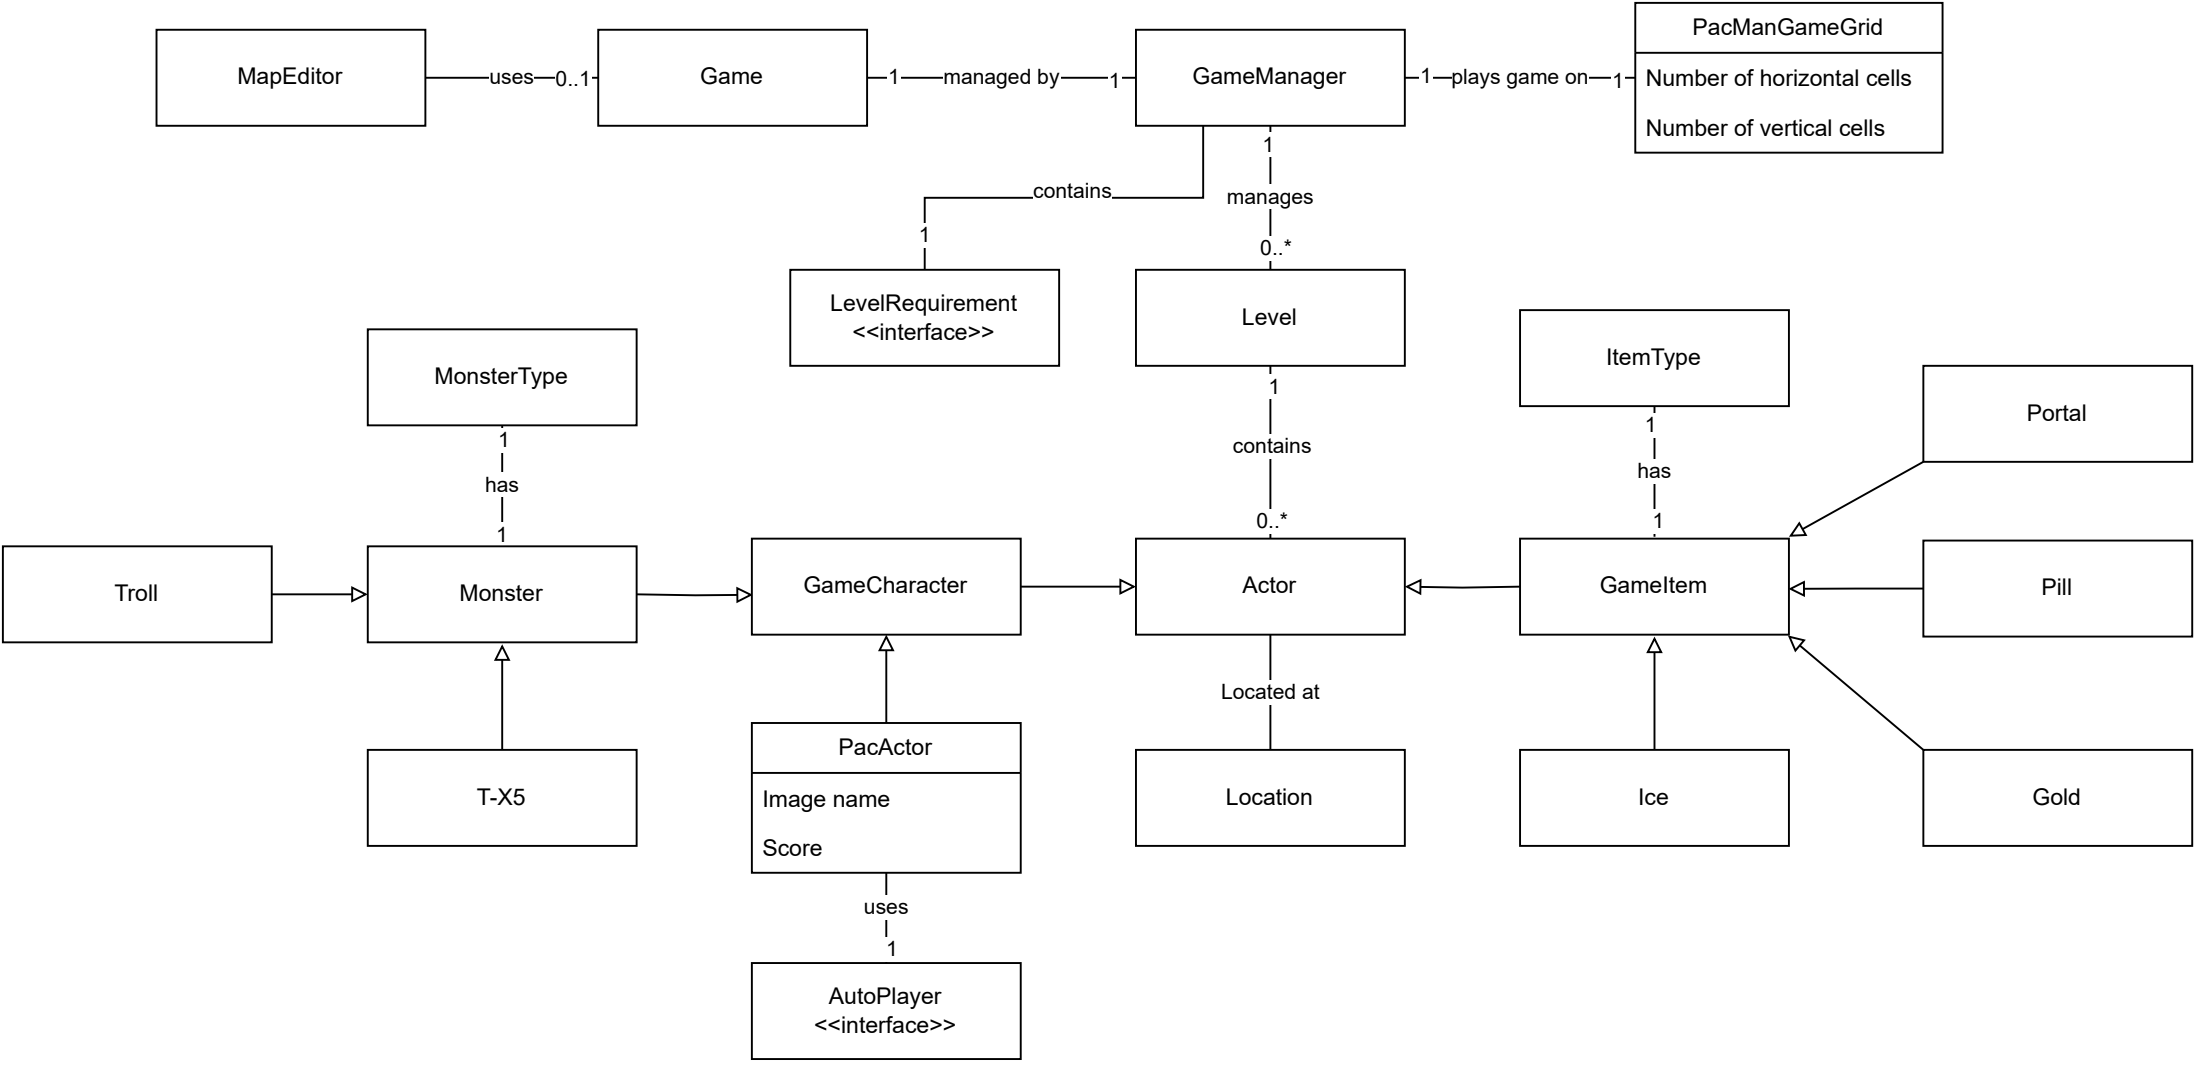 PacManGameGrid
MapEditor
uses
0..1
Game
1
managed by
1
GameManager
1
plays game on
1
Number of horizontal cells
Number of vertical cells
contains
1
1
manages
0..*
LevelRequirement
<<interface>>
Level
ItemType
MonsterType
Portal
1
has
1
1
contains
0..*
1
has
1
Troll
Monster
GameCharacter
Actor
GameItem
Pill
Located at
T-X5
PacActor
Image name
Score
Location
Ice
Gold
uses
1
AutoPlayer
<<interface>>